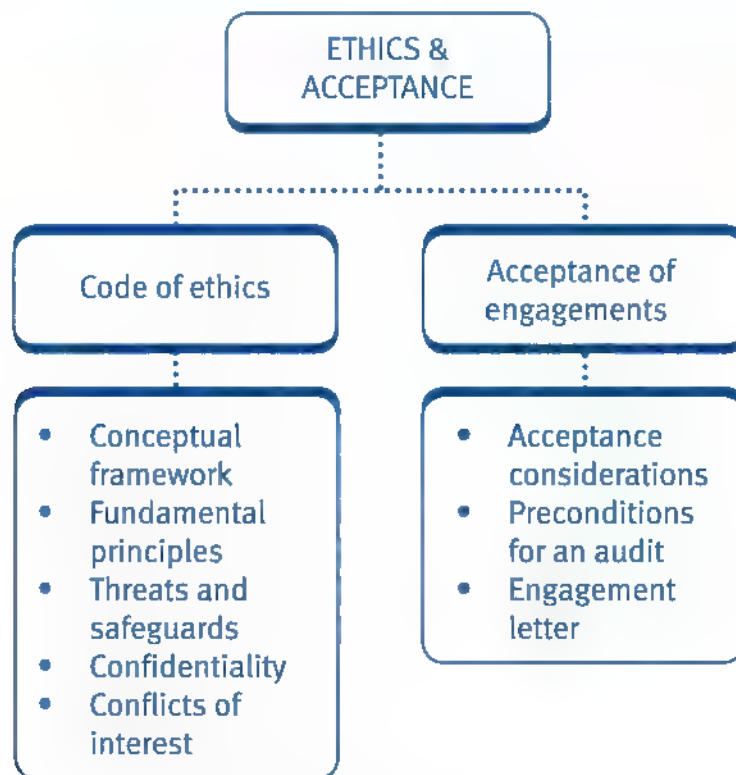 ETHICS &
ACCEPTANCE
Code of ethics
Acceptance of
engagements
• Conceptual
framework
• Fundamental
principles
• Threats and
safeguards
• Confidentiality
• Conflicts of
interest
• Acceptance
considerations
• Preconditions
for an audit
• Engagement
letter